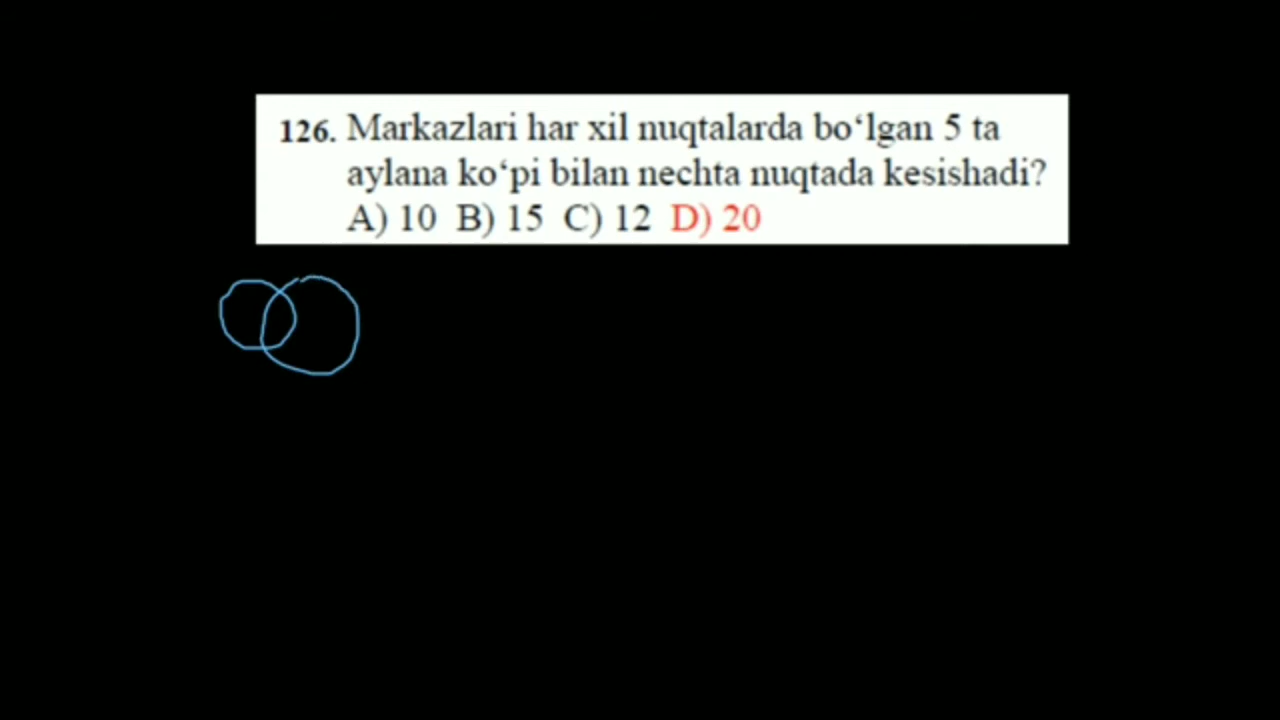 126. Markazlari har xil nuqtalarda bo‘lgan 5 ta
aylana ko‘pi bilan nechta nuqtada kesishadi?
A) 10 B) 15 C) 12 D) 20